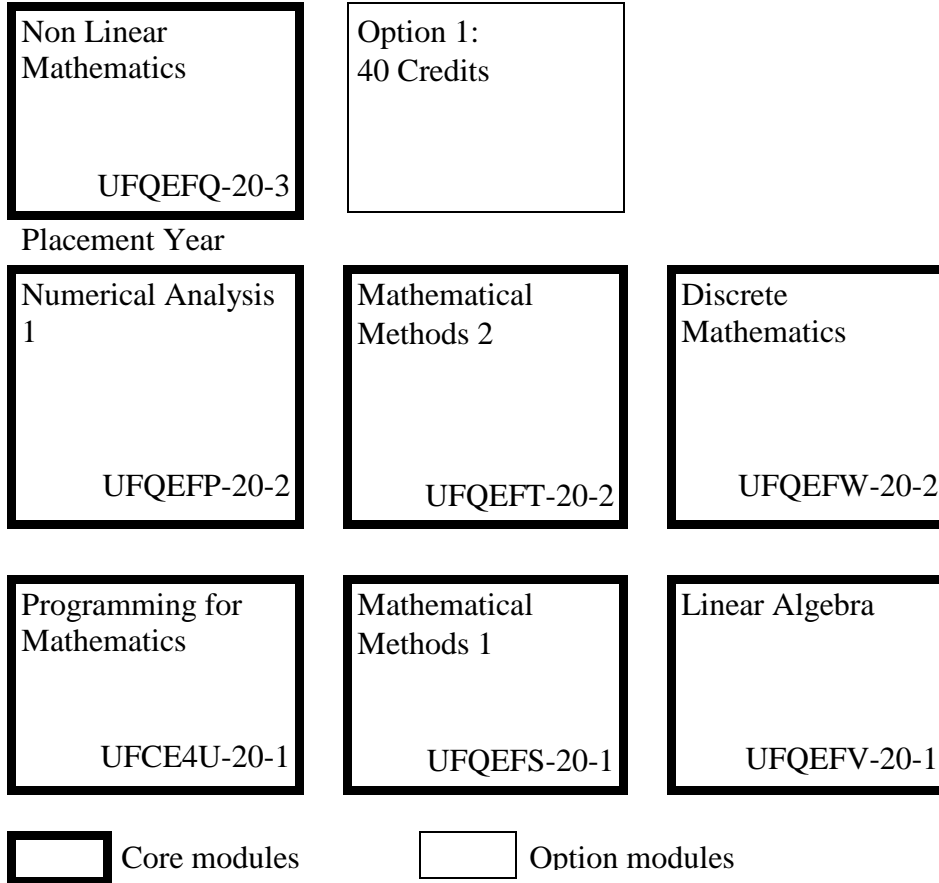 Non Linear
Mathematics
UFQEFQ-20-3
Option 1:
40 Credits
Placement Year
Numerical Analysis
1
UFQEFP-20-2
Mathematical
Methods 2
UFQEFT-20-2
Discrete
Mathematics
UFQEFW-20-2
Programming for
Mathematics
UFCE4U-20-1
Mathematical
Methods 1
UFQEFS-20-1
Linear Algebra
UFQEFV-20-1
Core modules
Option modules